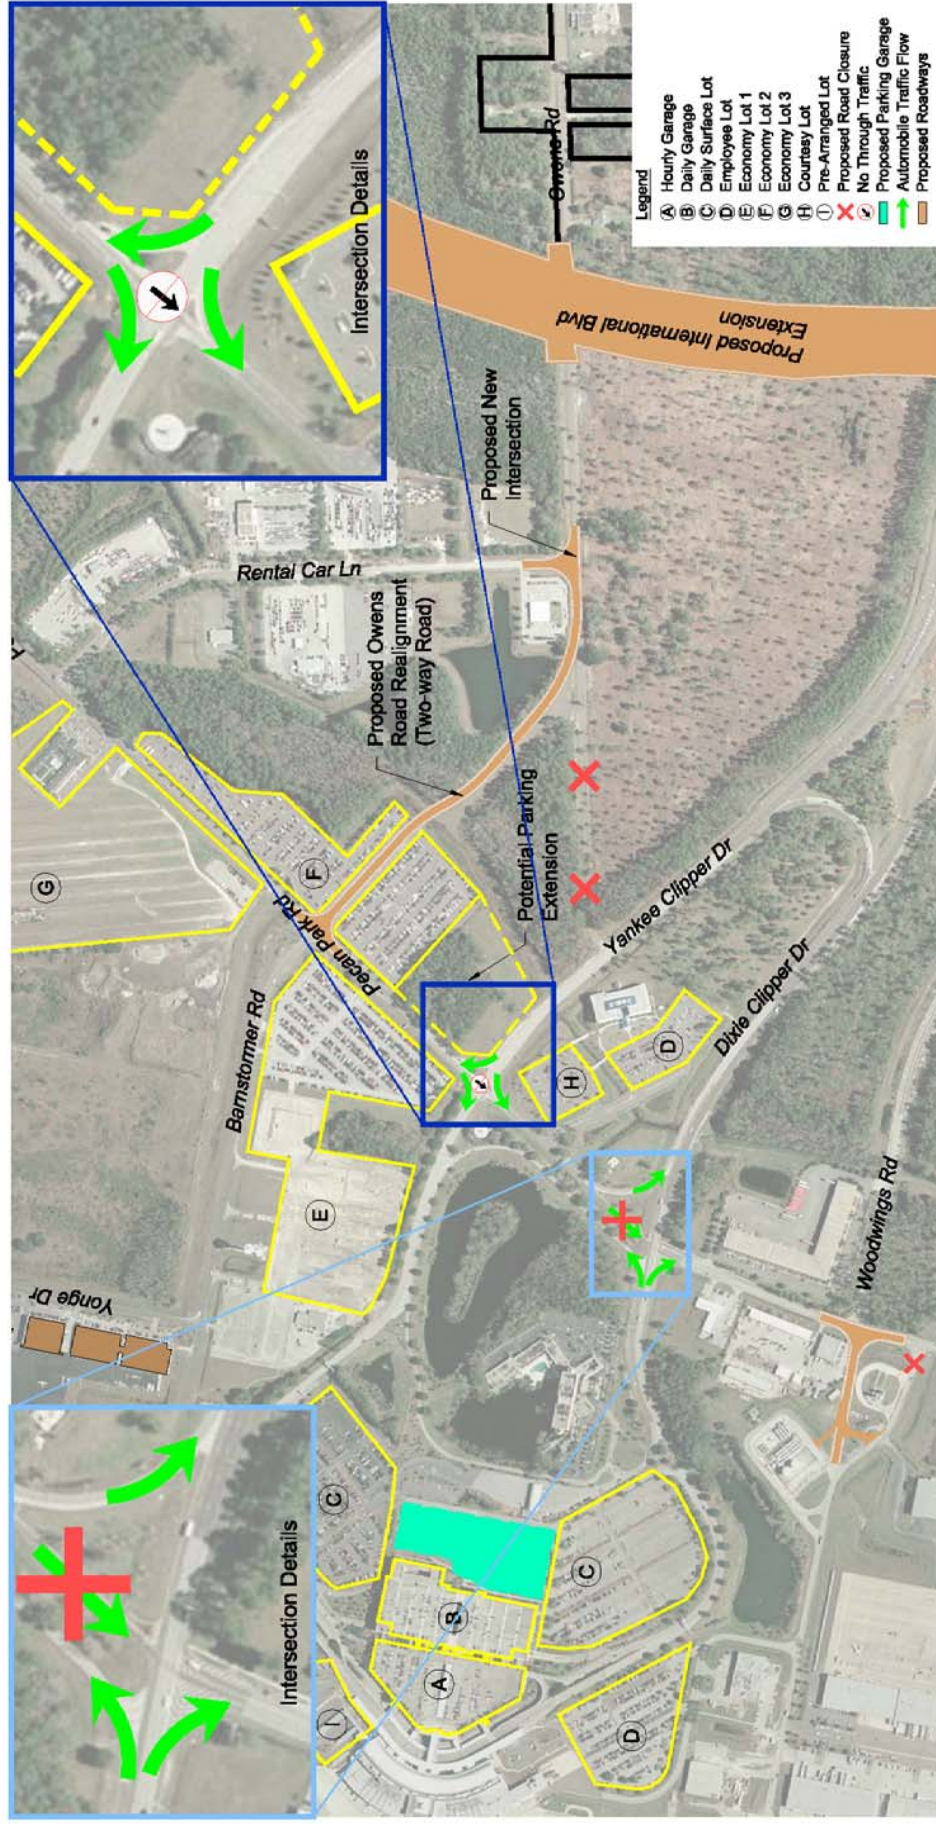 Intersection Details
Owens Rd
Proposed International Blvd
Extension
Proposed New
Intersection
Rental Car Ln
Proposed Owens
Road Realignment
(Two-way Road)
Potential Parking
Extension
Pecan Park Rd
Barnstormer Rd
Yankee Clipper Dr
Dixie Clipper Dr
Woodwings Rd
Yonge Dr
Intersection Details
G
F
E
H
D
C
C
B
A
I
D
Legend
A Hourly Garage
B Daily Garage
C Daily Surface Lot
D Employee Lot
E Economy Lot 1
F Economy Lot 2
G Economy Lot 3
H Courtesy Lot
I Pre-Arranged Lot
Proposed Road Closure
No Through Traffic
Proposed Parking Garage
Automobile Traffic Flow
Proposed Roadways